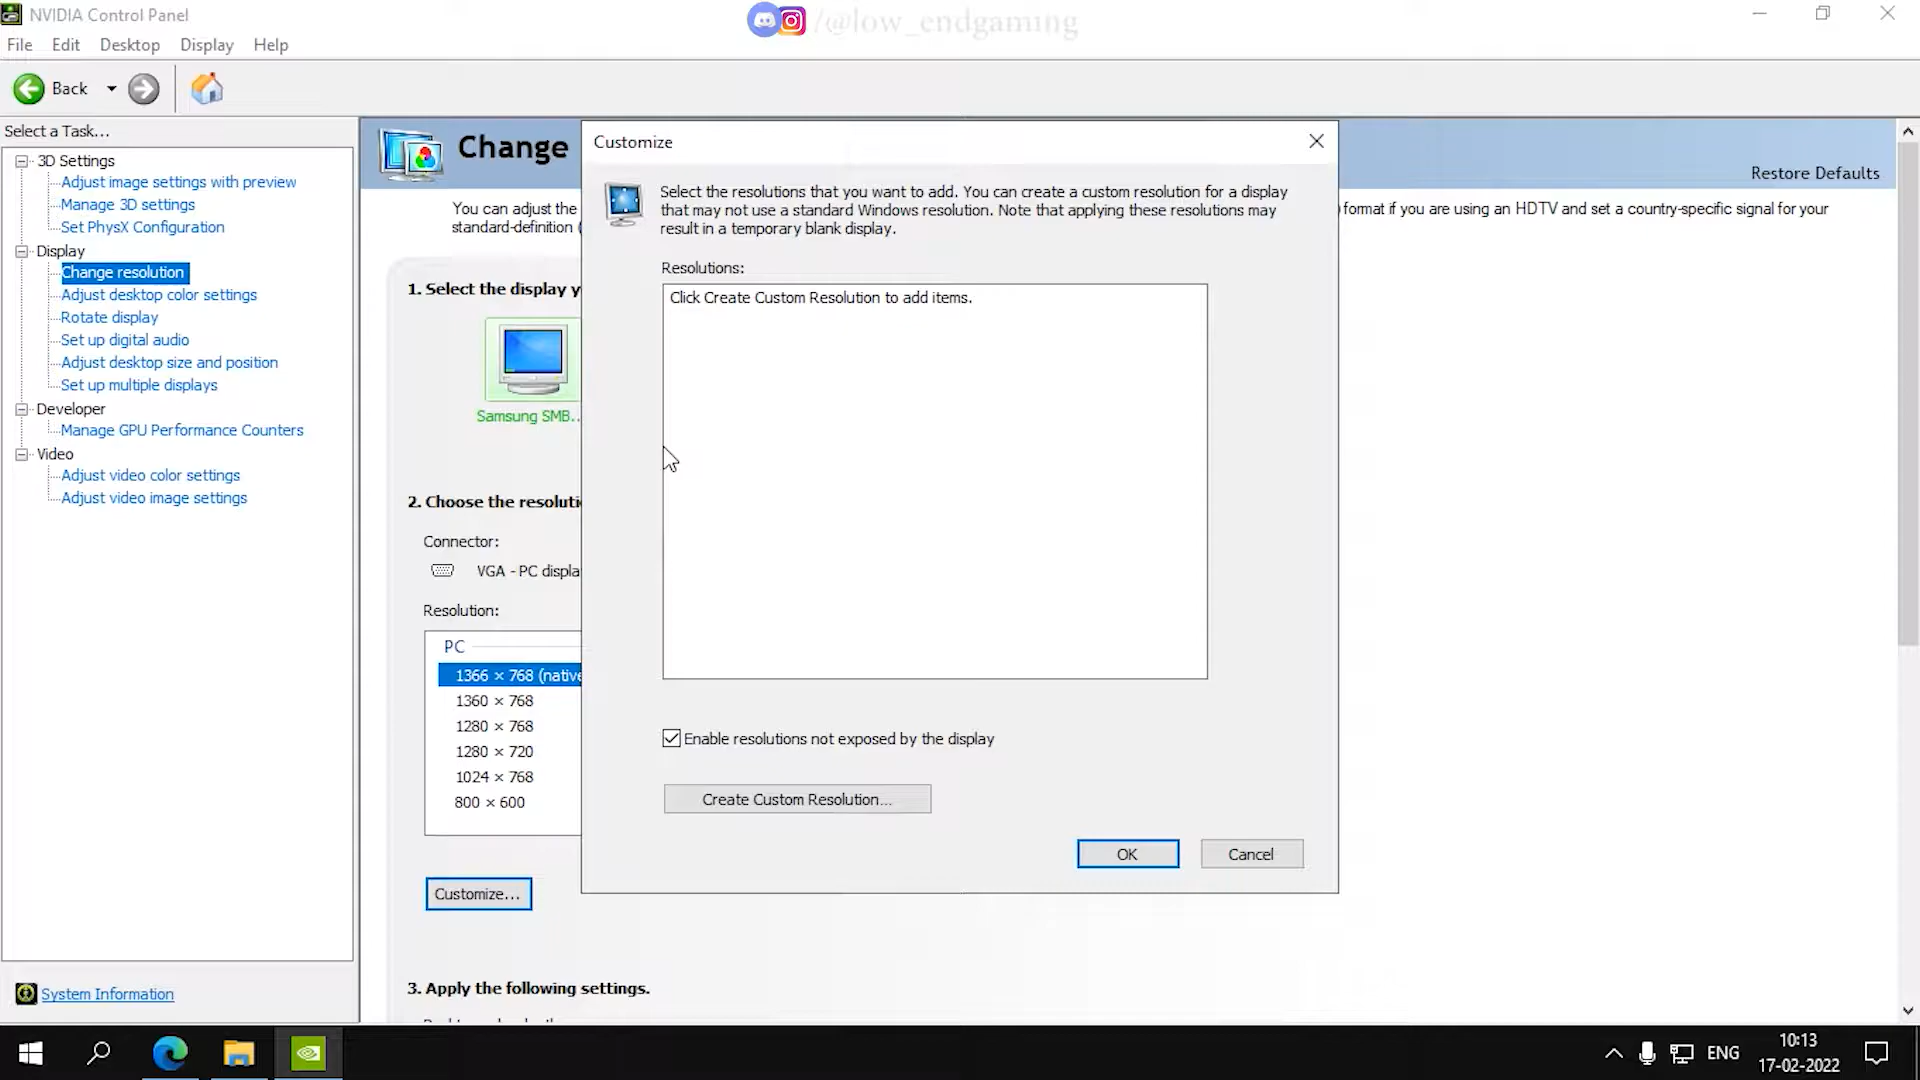 NVIDIA Control Panel
/@low_endgaming
File Edit Desktop Display Help
Back
Select a Task...
3D Settings
Adjust image settings with preview
Manage 3D settings
Set PhysX Configuration
Display
Change resolution
Adjust desktop color settings
Rotate display
Set up digital audio
Adjust desktop size and position
Set up multiple displays
Developer
Manage GPU Performance Counters
Video
Adjust video color settings
Adjust video image settings
System Information
Change
Restore Defaults
You can adjust the
) format if you are using an HDTV and set a country-specific signal for your
standard-definition (
1. Select the display y
Samsung SMB..
2. Choose the resoluti
Connector:
VGA - PC displa
Resolution:
PC
1366 × 768 (native
1360 × 768
1280 × 768
1280 × 720
1024 × 768
800 × 600
Customize...
3. Apply the following settings.
Customize
Select the resolutions that you want to add. You can create a custom resolution for a display
that may not use a standard Windows resolution. Note that applying these resolutions may
result in a temporary blank display.
Resolutions:
Click Create Custom Resolution to add items.
Enable resolutions not exposed by the display
Create Custom Resolution...
OK
Cancel
ENG
10:13
17-02-2022